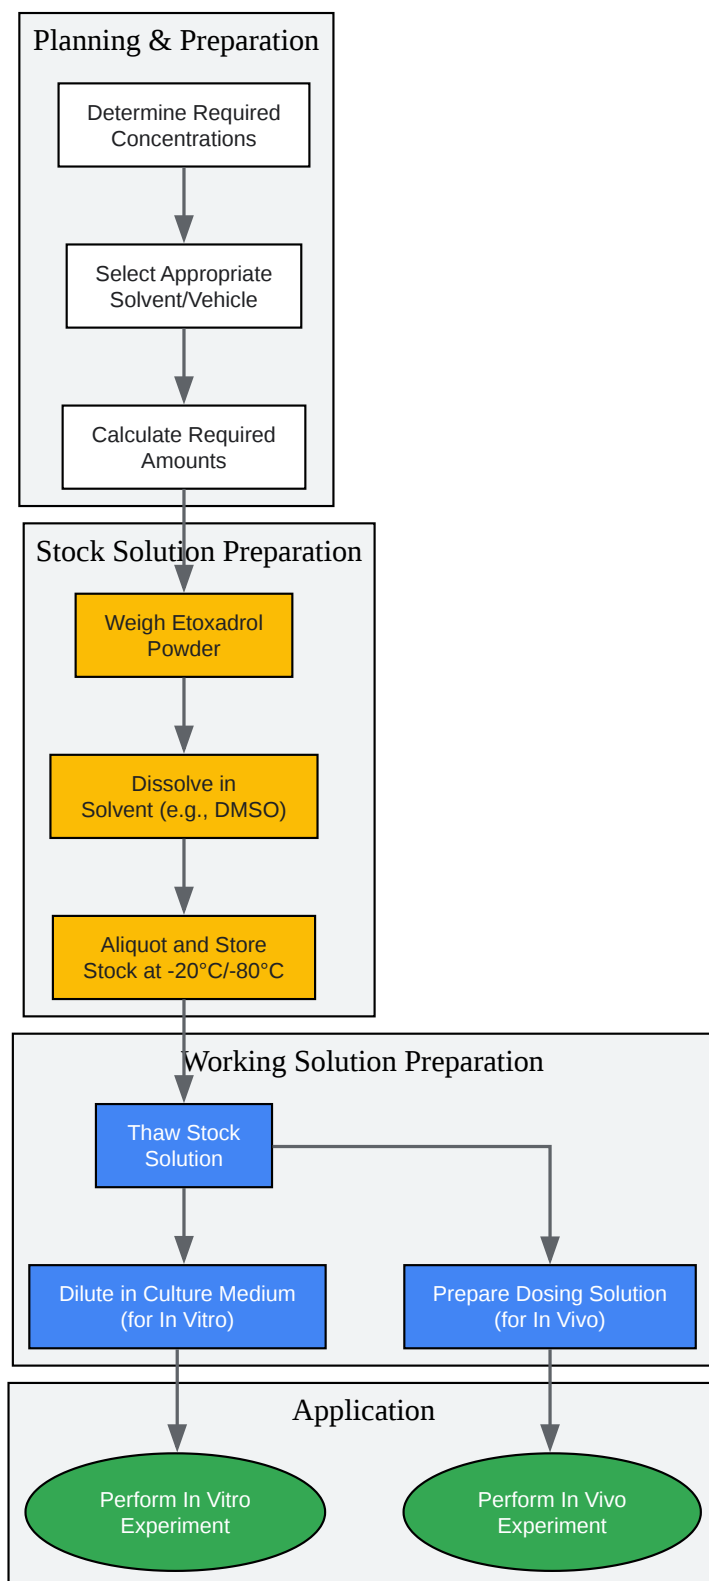 Planning & Preparation
Determine Required
Concentrations
Select Appropriate
Solvent/Vehicle
Calculate Required
Amounts
Stock Solution Preparation
Weigh Etoxadrol
Powder
Dissolve in
Solvent (e.g., DMSO)
Aliquot and Store
Stock at -20°C/-80°C
Working Solution Preparation
Thaw Stock
Solution
Dilute in Culture Medium
(for In Vitro)
Prepare Dosing Solution
(for In Vivo)
Application
Perform In Vitro
Experiment
Perform In Vivo
Experiment